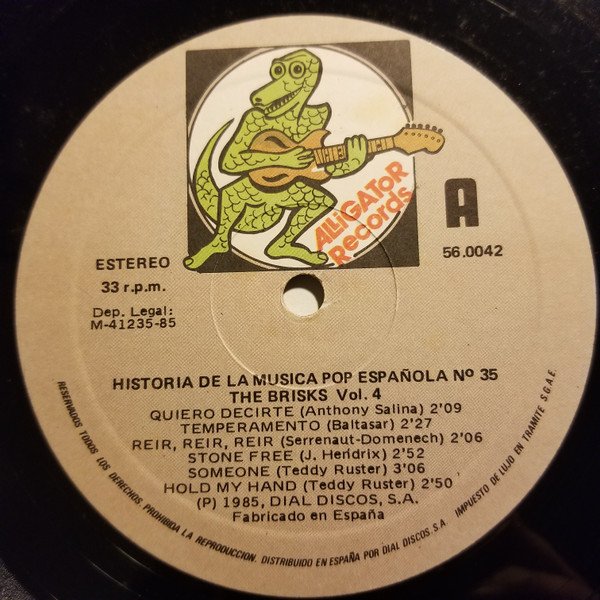 ALLiGAToR
Records
A
ESTEREO
56.0042
33 r.p.m.
Dep. Legal:
M-41235-85
HISTORIA DE LA MUSICA POP ESPAÑOLA Nº 35
THE BRISKS Vol. 4
QUIERO DECIRTE (Anthony Salina) 2'09
TEMPERAMENTO (Baltasar) 2'27
REIR, REIR, REIR (Serrenaut-Domenech) 2'06
STONE FREE (J. Hendrix) 2'52
SOMEONE (Teddy Ruster) 3'06
HOLD MY HAND (Teddy Ruster) 2'50
(P) 1985, DIAL DISCOS, S.A.
Fabricado en España
RESERVADOS TODOS LOS DERECHOS. PROHIBIDA LA REPRODUCCION. DISTRIBUIDO EN ESPAÑA POR DIAL DISCOS, S.A. IMPUESTO DE LUJO EN TRAMITE S.G.A.E.